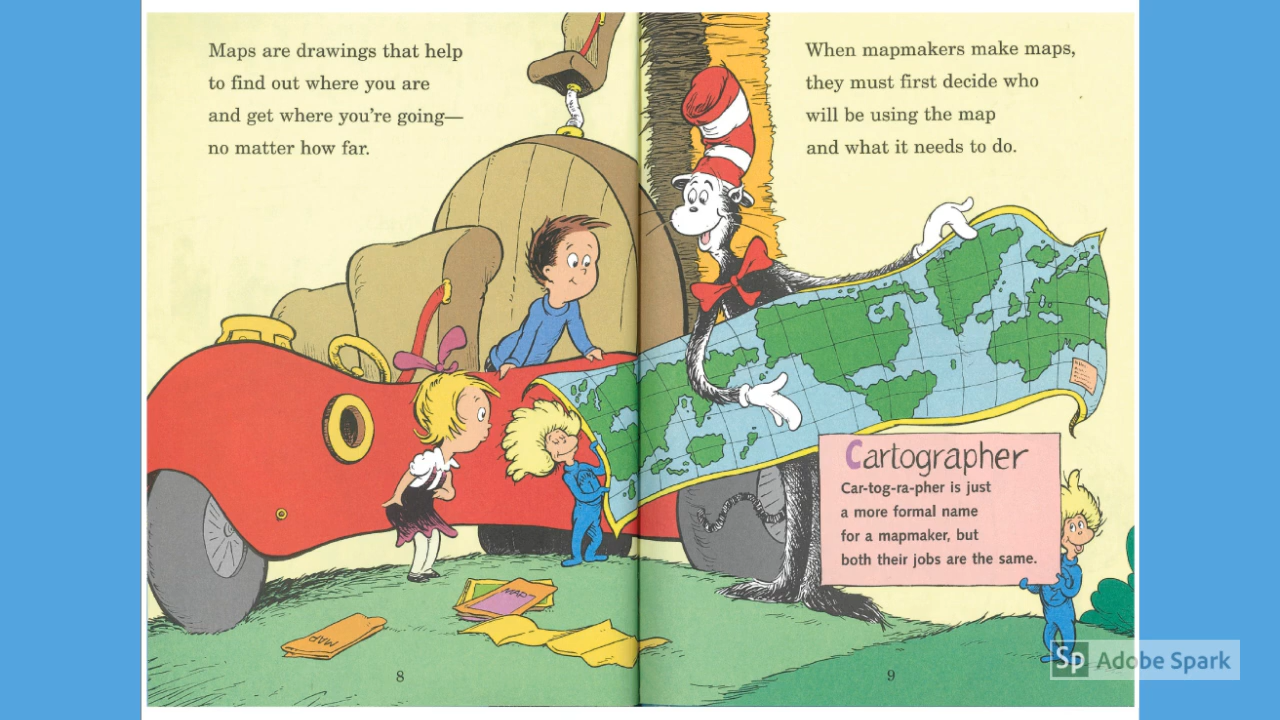 Maps are drawings that help
to find out where you are
and get where you're going—
no matter how far.
When mapmakers make maps,
they must first decide who
will be using the map
and what it needs to do.
Cartographer
Car-tog-ra-pher is just
a more formal name
for a mapmaker, but
both their jobs are the same.
MAP
MAP
8
9
Sp Adobe Spark